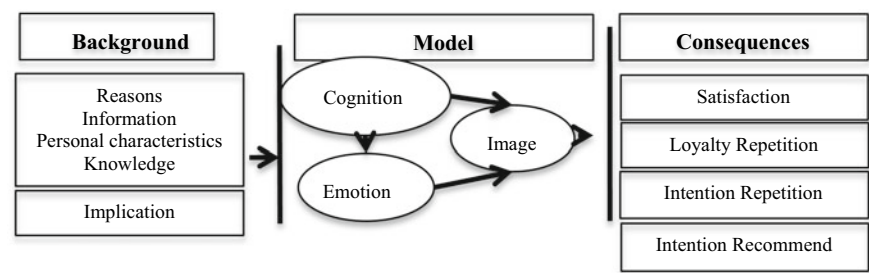 Background
Reasons
Information
Personal characteristics
Knowledge
Implication
Model
Cognition
Emotion
Image
Consequences
Satisfaction
Loyalty Repetition
Intention Repetition
Intention Recommend